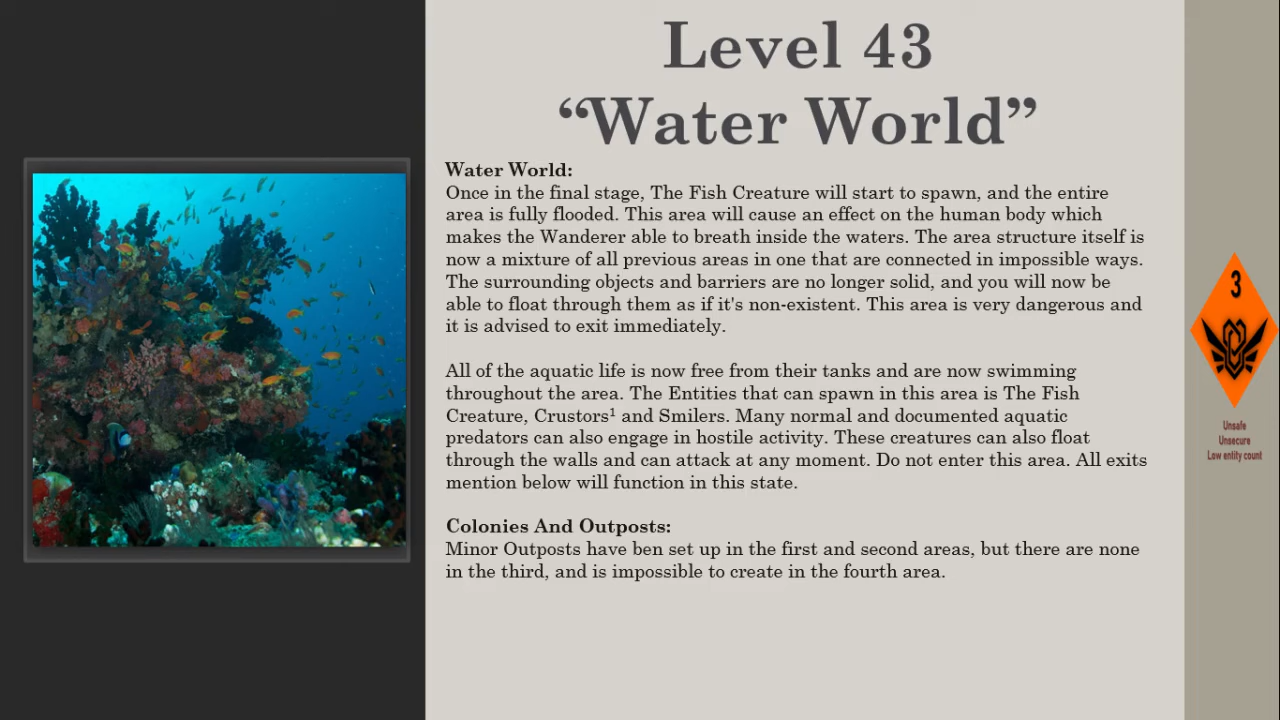 Level 43
“Water World”
Water World:
Once in the final stage, The Fish Creature will start to spawn, and the entire
area is fully flooded. This area will cause an effect on the human body which
makes the Wanderer able to breath inside the waters. The area structure itself is
now a mixture of all previous areas in one that are connected in impossible ways.
The surrounding objects and barriers are no longer solid, and you will now be
able to float through them as if it's non-existent. This area is very dangerous and
it is advised to exit immediately.
All of the aquatic life is now free from their tanks and are now swimming
throughout the area. The Entities that can spawn in this area is The Fish
Creature, Crustors¹ and Smilers. Many normal and documented aquatic
predators can also engage in hostile activity. These creatures can also float
through the walls and can attack at any moment. Do not enter this area. All exits
mention below will function in this state.
Colonies And Outposts:
Minor Outposts have ben set up in the first and second areas, but there are none
in the third, and is impossible to create in the fourth area.
3
Unsafe
Unsecure
Low entity count